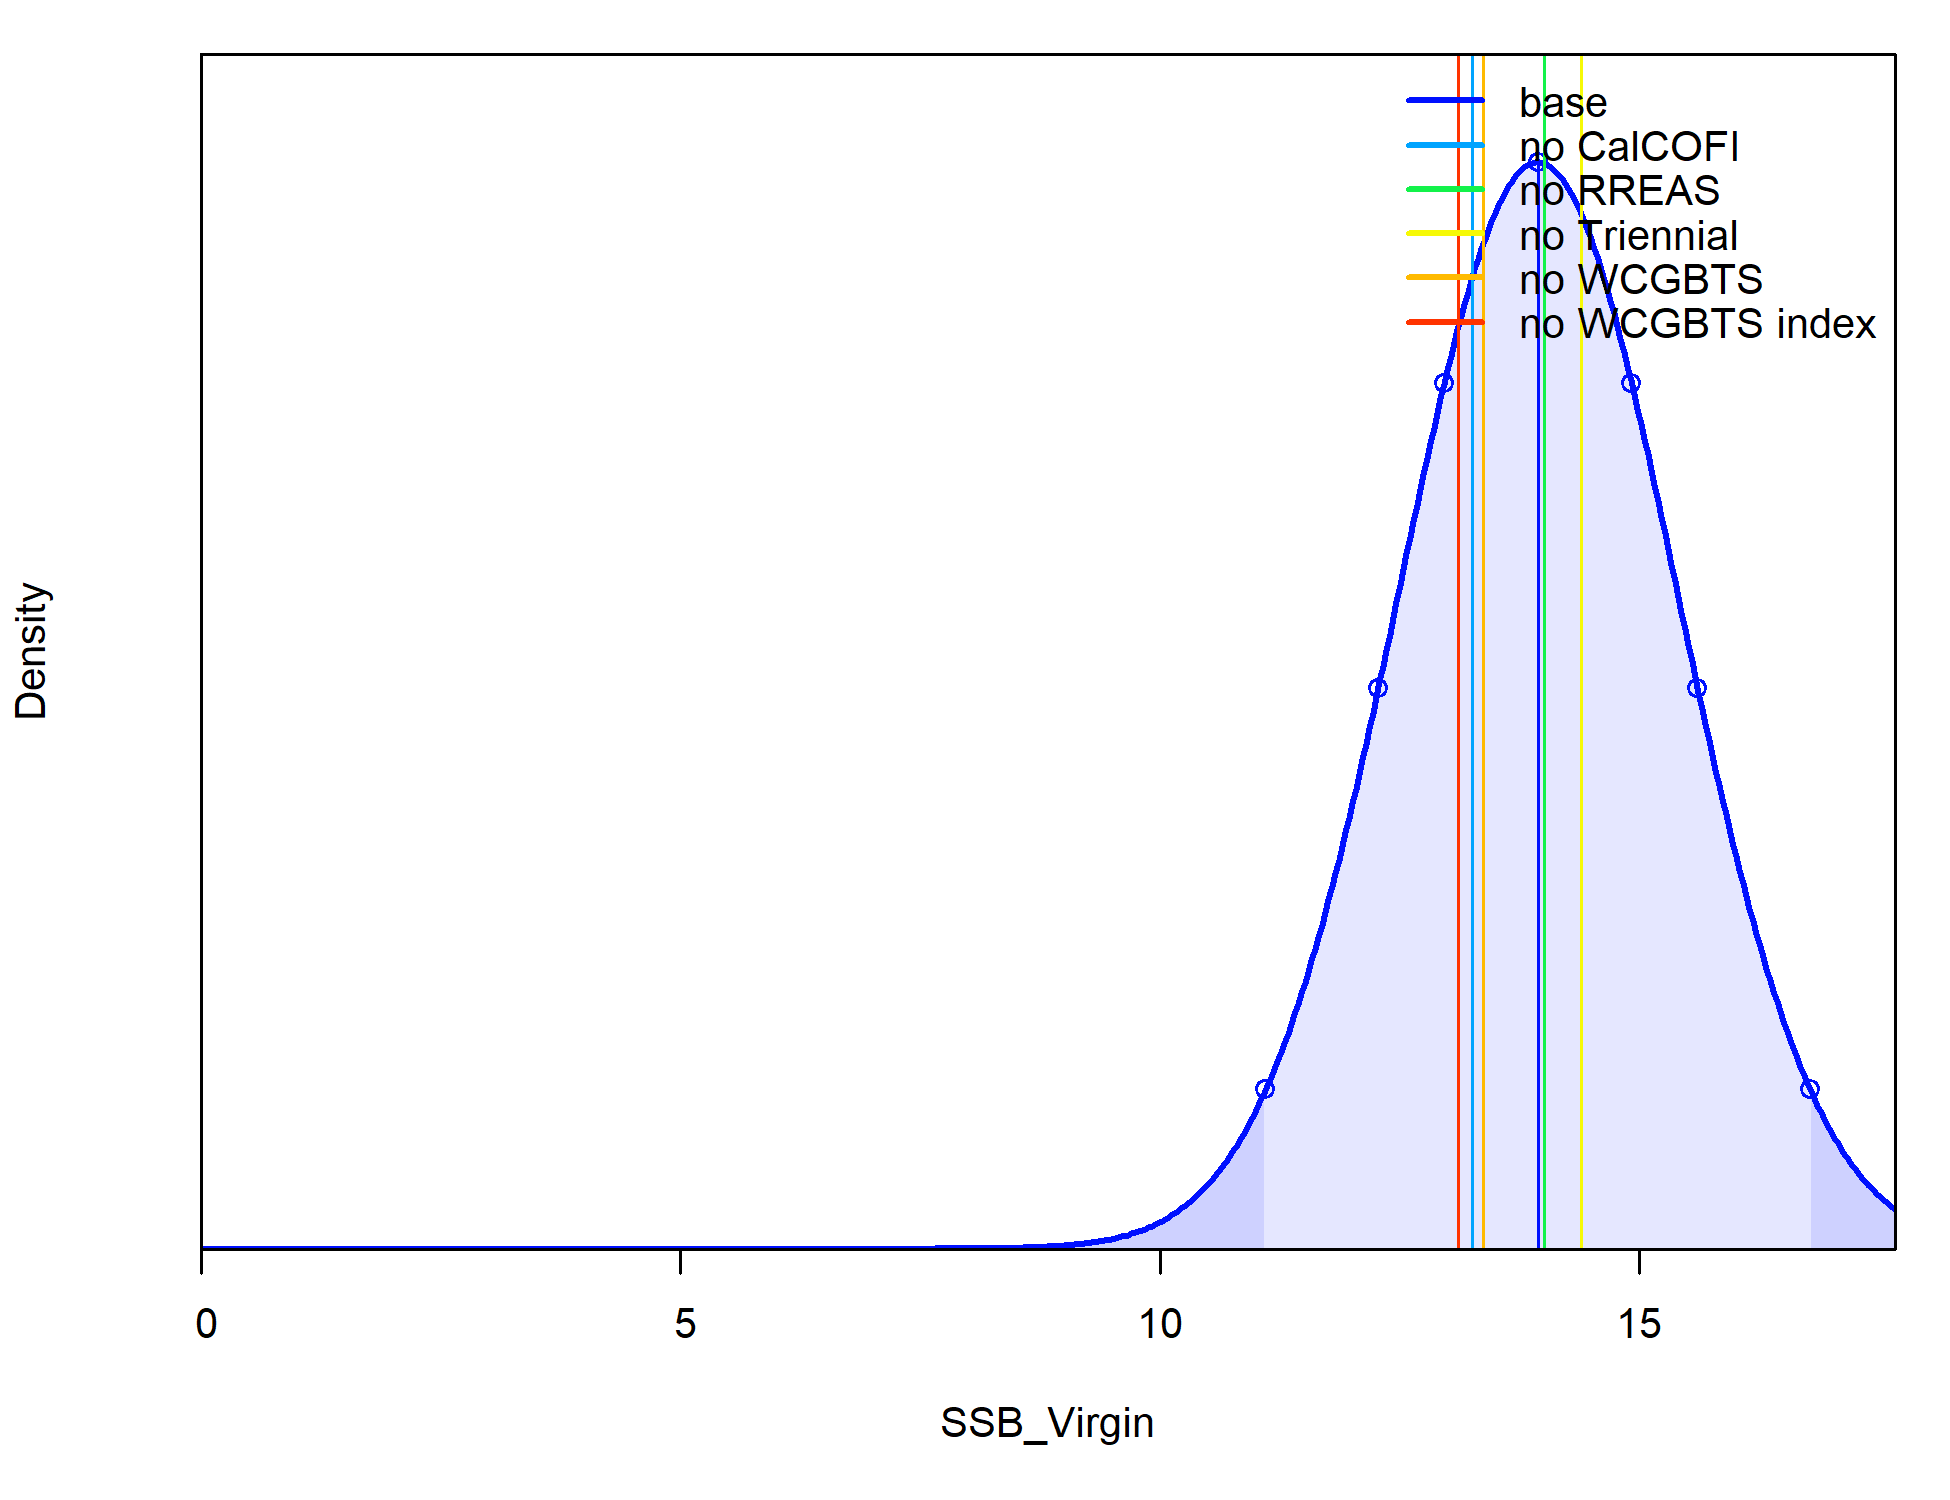 base
no CalCOFI
no RREAS
no Triennial
no WCGBTS
no WCGBTS index
Density
0 5 10 15
SSB_Virgin